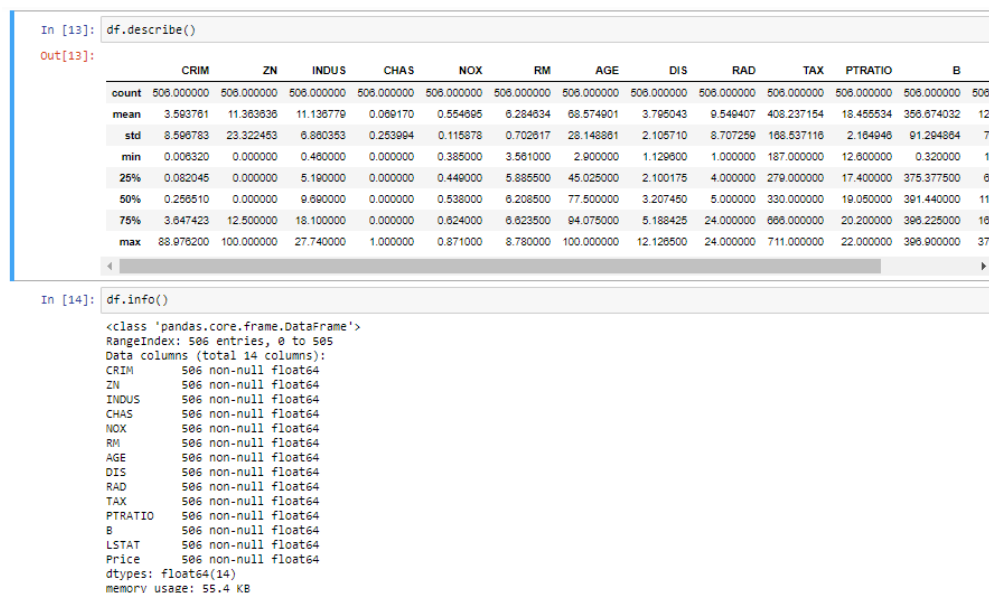 In [13]: df.describe()
Out[13]:
CRIM ZN INDUS CHAS NOX RM AGE DIS RAD TAX PTRATIO B
count 506.000000 506.000000 506.000000 506.000000 506.000000 506.000000 506.000000 506.000000 506.000000 506.000000 506.000000 506.000000 506
mean 3.593761 11.363636 11.136779 0.069170 0.554695 6.284634 68.574901 3.795043 9.549407 408.237154 18.455534 356.674032 12
std 8.596783 23.322453 6.860353 0.253994 0.115878 0.702617 28.148861 2.105710 8.707259 168.537116 2.164946 91.294864 7
min 0.006320 0.000000 0.460000 0.000000 0.385000 3.561000 2.900000 1.129600 1.000000 187.000000 12.600000 0.320000 1
25% 0.082045 0.000000 5.190000 0.000000 0.449000 5.885500 45.025000 2.100175 4.000000 279.000000 17.400000 375.377500 6
50% 0.256510 0.000000 9.690000 0.000000 0.538000 6.208500 77.500000 3.207450 5.000000 330.000000 19.050000 391.440000 11
75% 3.647423 12.500000 18.100000 0.000000 0.624000 6.623500 94.075000 5.188425 24.000000 666.000000 20.200000 396.225000 16
max 88.976200 100.000000 27.740000 1.000000 0.871000 8.780000 100.000000 12.126500 24.000000 711.000000 22.000000 396.900000 37
In [14]: df.info()
<class 'pandas.core.frame.DataFrame'>
RangeIndex: 506 entries, 0 to 505
Data columns (total 14 columns):
CRIM 506 non-null float64
ZN 506 non-null float64
INDUS 506 non-null float64
CHAS 506 non-null float64
NOX 506 non-null float64
RM 506 non-null float64
AGE 506 non-null float64
DIS 506 non-null float64
RAD 506 non-null float64
TAX 506 non-null float64
PTRATIO 506 non-null float64
B 506 non-null float64
LSTAT 506 non-null float64
Price 506 non-null float64
dtypes: float64(14)
memory usage: 55.4 KB